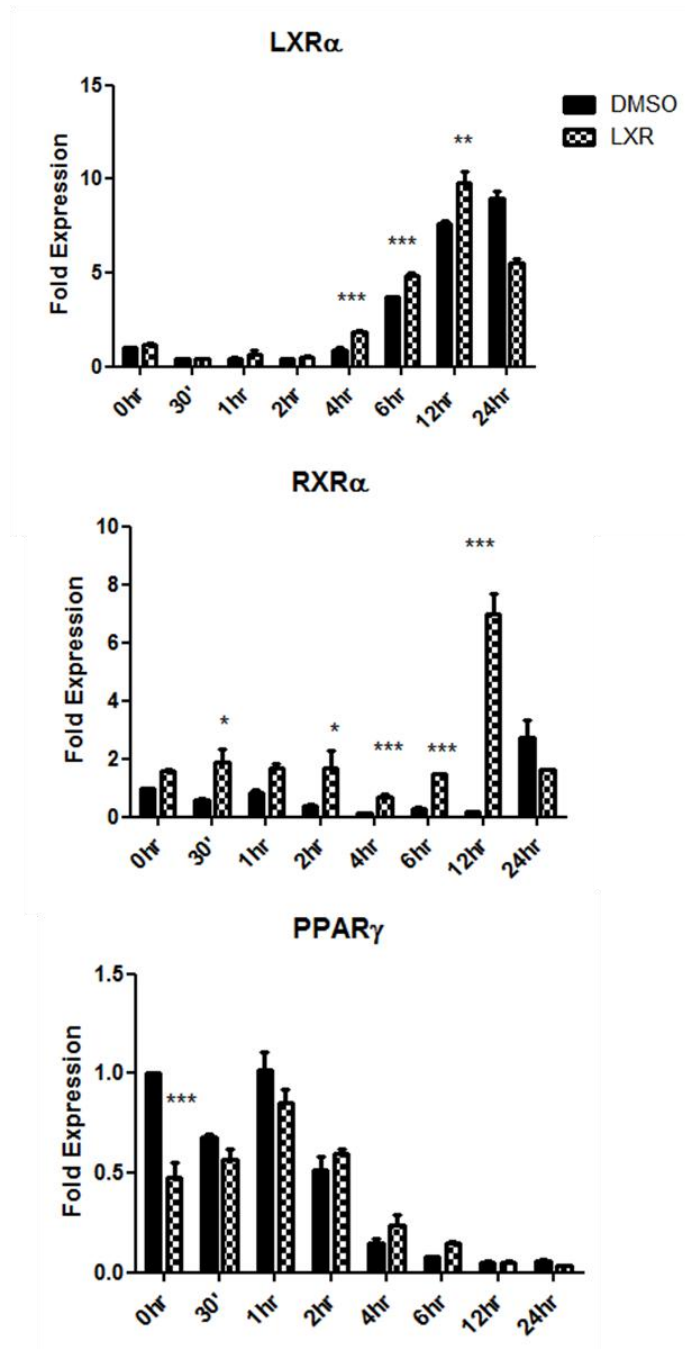 LXRα
15
10
5
0
Fold Expression
DMSO
LXR
***
***
**
0hr 30' 1hr 2hr 4hr 6hr 12hr 24hr
RXRα
10
8
6
4
2
0
Fold Expression
* * *** *** ***
0hr 30' 1hr 2hr 4hr 6hr 12hr 24hr
PPARγ
1.5
1.0
0.5
0.0
Fold Expression
***
0hr 30' 1hr 2hr 4hr 6hr 12hr 24hr